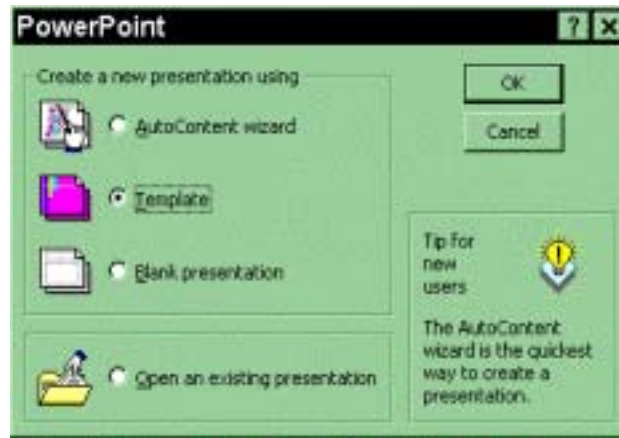 PowerPoint
Create a new presentation using
AutoContent wizard
Template
Blank presentation
Open an existing presentation
OK
Cancel
Tip for
new
users
The AutoContent
wizard is the quickest
way to create a
presentation.